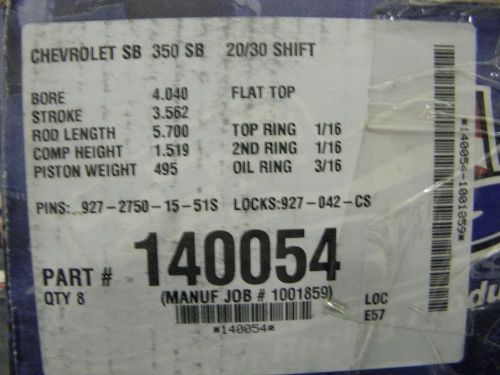 CHEVROLET SB 350 SB 20/30 SHIFT
BORE 4.040 FLAT TOP
STROKE 3.562
ROD LENGTH 5.700 TOP RING 1/16
COMP HEIGHT 1.519 2ND RING 1/16
PISTON WEIGHT 495 OIL RING 3/16
PINS: 927-2750-15-51S LOCKS:927-042-CS
PART # 140054
QTY 8 (MANUF JOB # 1001859) LOC
*140054* E57
*140054-1001859*